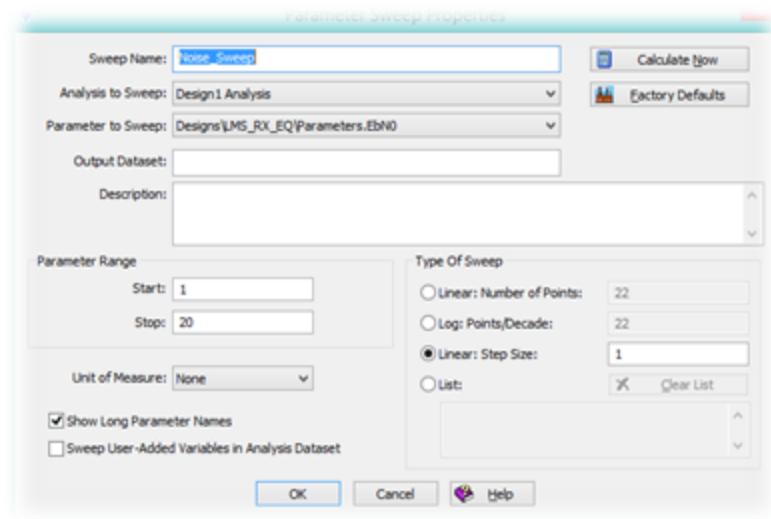 Parameter Sweep Properties
Sweep Name: Noise_Sweep
Calculate Now
Analysis to Sweep: Design1 Analysis
Factory Defaults
Parameter to Sweep: Designs\LMS_RX_EQ\Parameters.EbN0
Output Dataset:
Description:
Parameter Range
Type Of Sweep
Start: 1
Linear: Number of Points: 22
Stop: 20
Log: Points/Decade: 22
Linear: Step Size: 1
Unit of Measure: None
List:
Clear List
Show Long Parameter Names
Sweep User-Added Variables in Analysis Dataset
OK
Cancel
Help